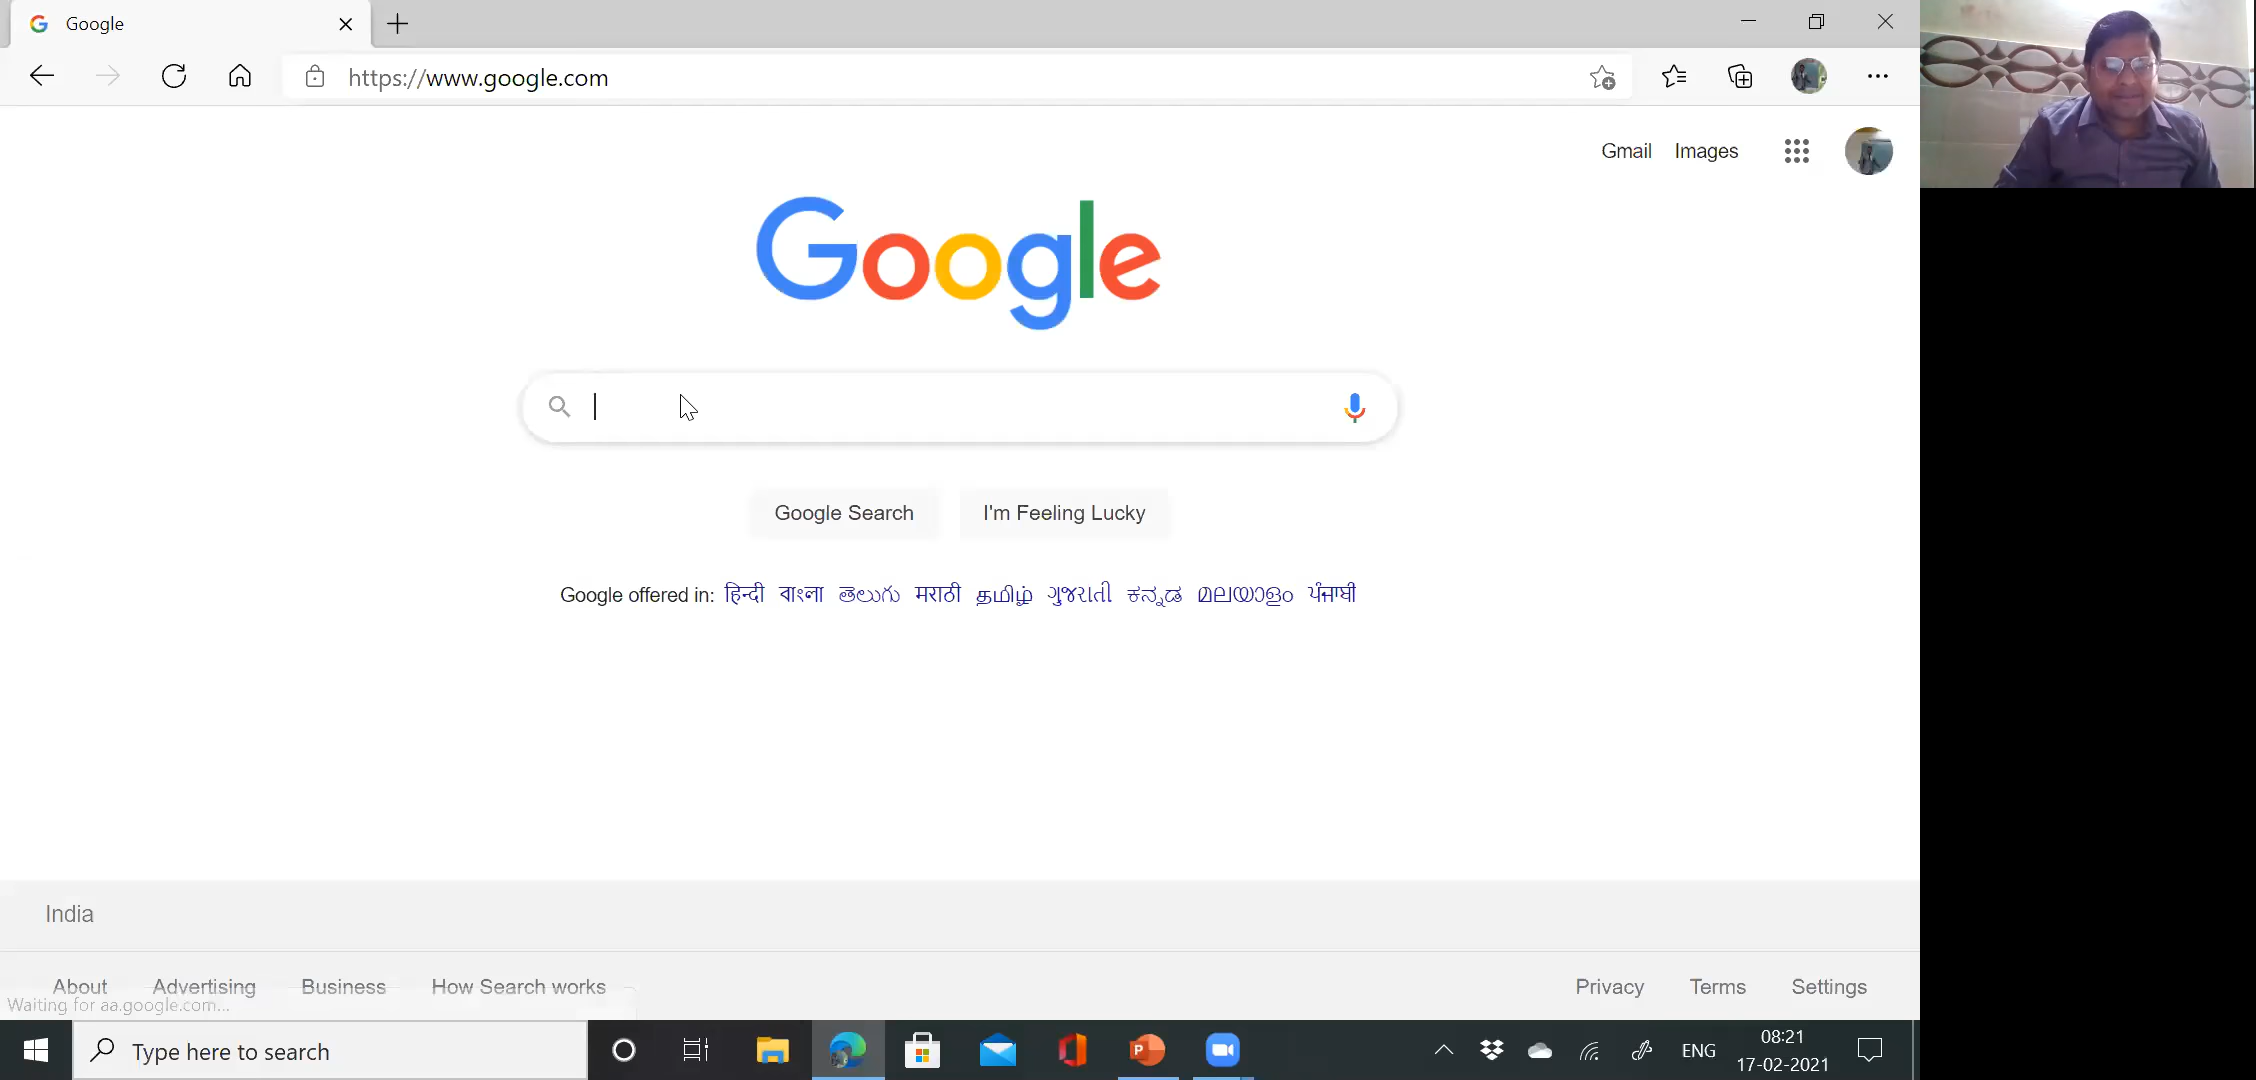 Google
https://www.google.com
Gmail Images
Google
Google Search I'm Feeling Lucky
Google offered in: हिन्दी বাংলা తెలుగు मराठी தமிழ் ગુજરાતી ಕನ್ನಡ മലയാളം ਪੰਜਾਬੀ
India
About Advertising Business How Search works Privacy Terms Settings
Waiting for aa.google.com...
Type here to search
ENG
08:21
17-02-2021